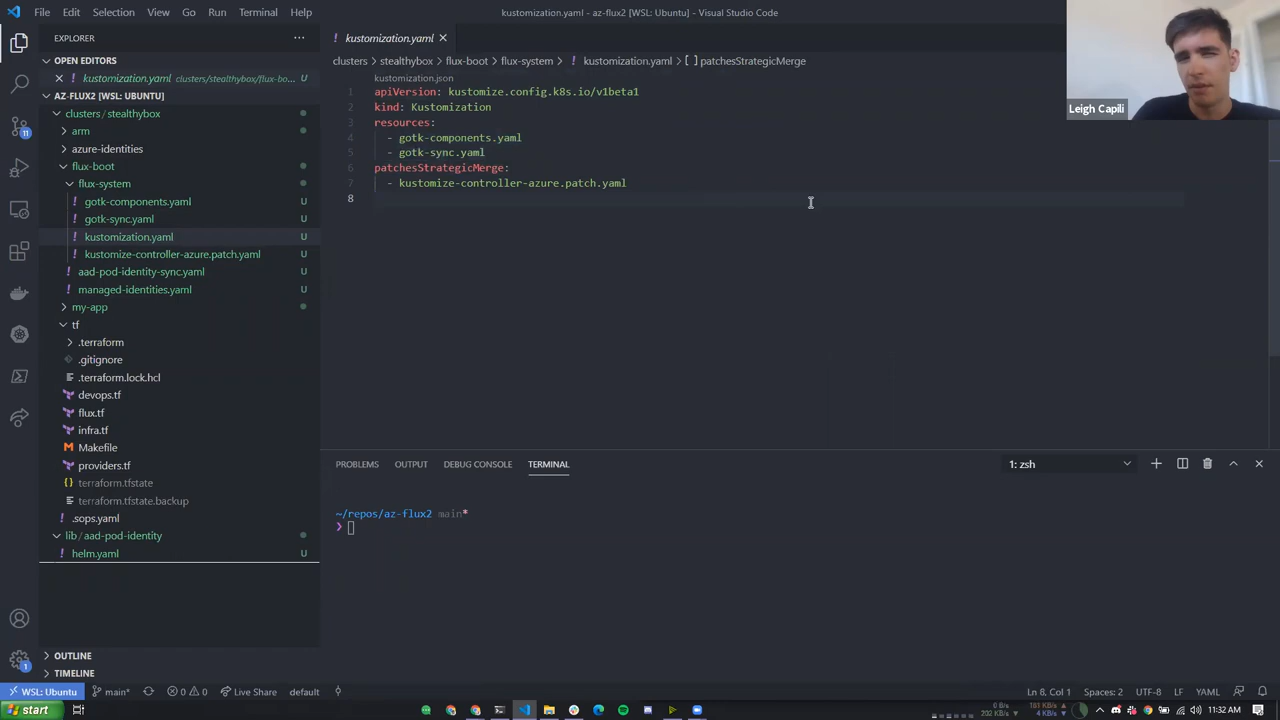 File Edit Selection View Go Run Terminal Help
kustomization.yaml - az-flux2 [WSL: Ubuntu] - Visual Studio Code
EXPLORER
OPEN EDITORS
kustomization.yaml clusters/stealthybox/flux-bo... U
AZ-FLUX2 [WSL: UBUNTU]
clusters / stealthybox
arm
azure-identities
flux-boot
flux-system
gotk-components.yaml U
gotk-sync.yaml U
kustomization.yaml U
kustomize-controller-azure.patch.yaml U
aad-pod-identity-sync.yaml U
managed-identities.yaml U
my-app
tf
.terraform
.gitignore
.terraform.lock.hcl
devops.tf
flux.tf
infra.tf
Makefile
providers.tf
terraform.tfstate
terraform.tfstate.backup
.sops.yaml
lib / aad-pod-identity
helm.yaml U
OUTLINE
TIMELINE
11
1
kustomization.yaml
clusters > stealthybox > flux-boot > flux-system > kustomization.yaml > [ ] patchesStrategicMerge
kustomization.json
1 apiVersion: kustomize.config.k8s.io/v1beta1
2 kind: Kustomization
3 resources:
4 - gotk-components.yaml
5 - gotk-sync.yaml
6 patchesStrategicMerge:
7 - kustomize-controller-azure.patch.yaml
8
Leigh Capili
PROBLEMS OUTPUT DEBUG CONSOLE TERMINAL 1: zsh
~/repos/az-flux2 main*
❯
WSL: Ubuntu main* 0 0 Live Share default Ln 8, Col 1 Spaces: 2 UTF-8 LF YAML
start 11:32 AM